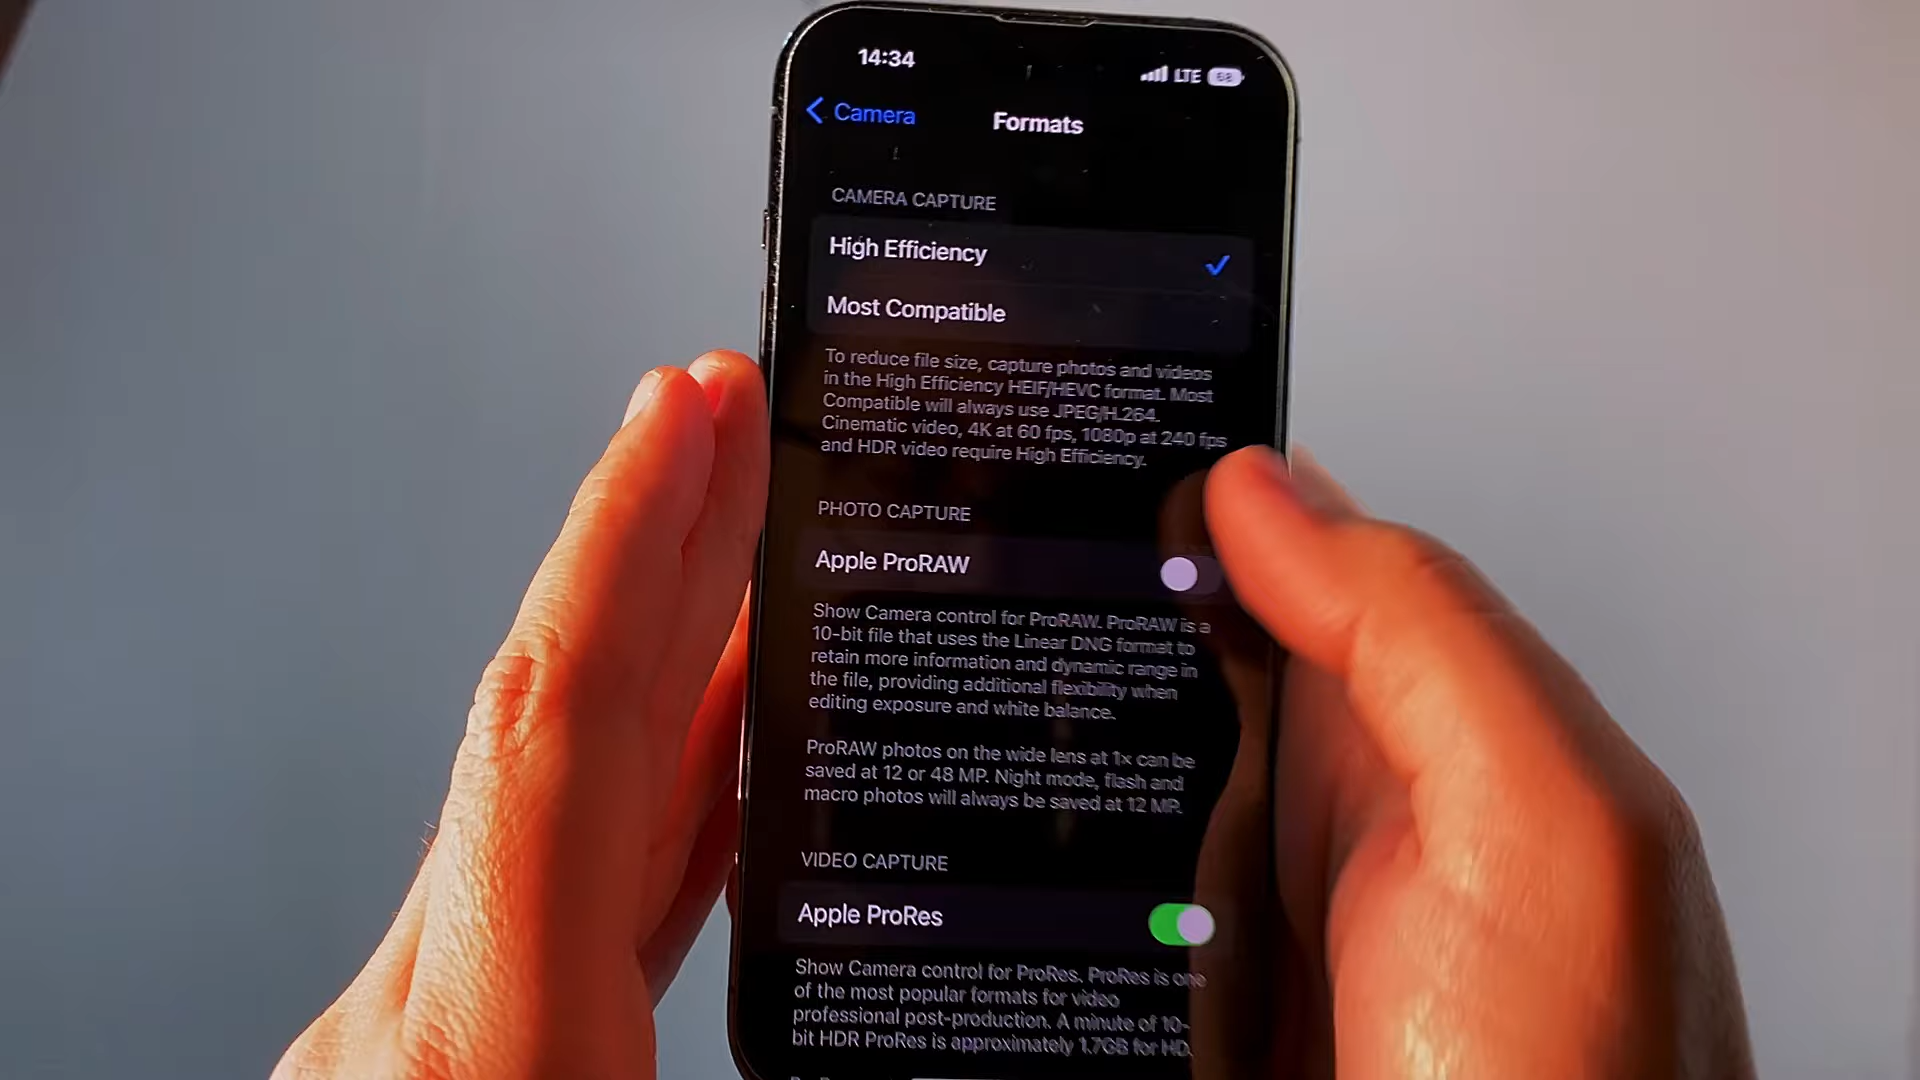 14:34
LTE 68
Camera
Formats
CAMERA CAPTURE
High Efficiency
Most Compatible
To reduce file size, capture photos and videos
in the High Efficiency HEIF/HEVC format. Most
Compatible will always use JPEG/H.264.
Cinematic video, 4K at 60 fps, 1080p at 240 fps
and HDR video require High Efficiency.
PHOTO CAPTURE
Apple ProRAW
Show Camera control for ProRAW. ProRAW is a
10-bit file that uses the Linear DNG format to
retain more information and dynamic range in
the file, providing additional flexibility when
editing exposure and white balance.
ProRAW photos on the wide lens at 1x can be
saved at 12 or 48 MP. Night mode, flash and
macro photos will always be saved at 12 MP.
VIDEO CAPTURE
Apple ProRes
Show Camera control for ProRes. ProRes is one
of the most popular formats for video
professional post-production. A minute of 10-
bit HDR ProRes is approximately 1.7GB for HD,